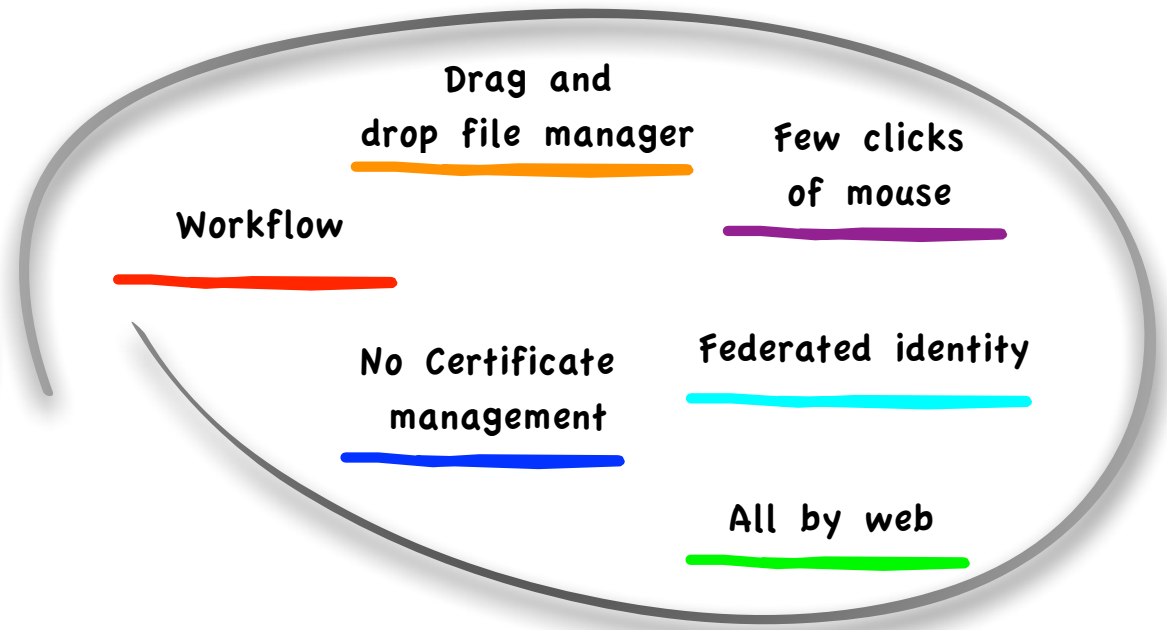 Drag and
drop file manager
Few clicks
of mouse
Workflow
Federated identity
No Certificate
management
All by web